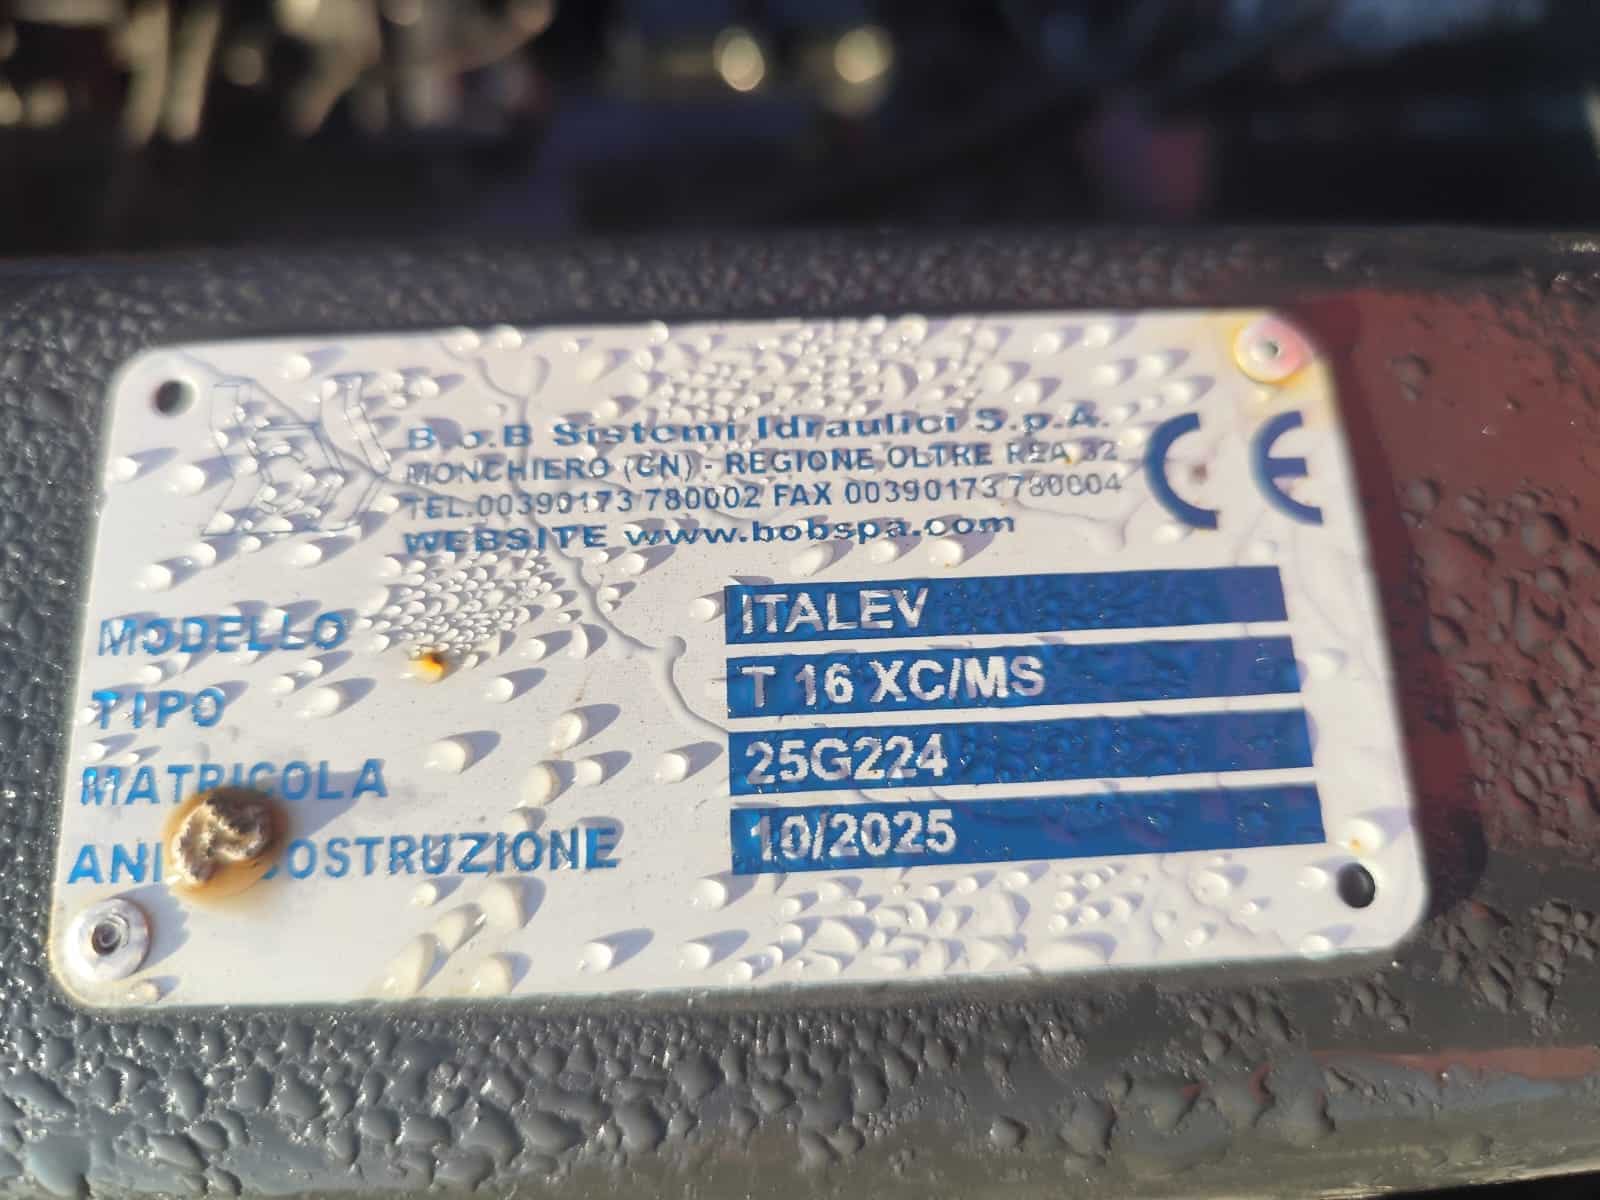 B.o.B Sistemi Idraulici S.p.A.
MONCHIERO (CN) - REGIONE OLTRE REA 32
TEL.00390173 780002 FAX 00390173 780004
WEBSITE www.bobspa.com
CE
MODELLO ITALEV
TIPO T 16 XC/MS
MATRICOLA 25G224
COSTRUZIONE 10/2025